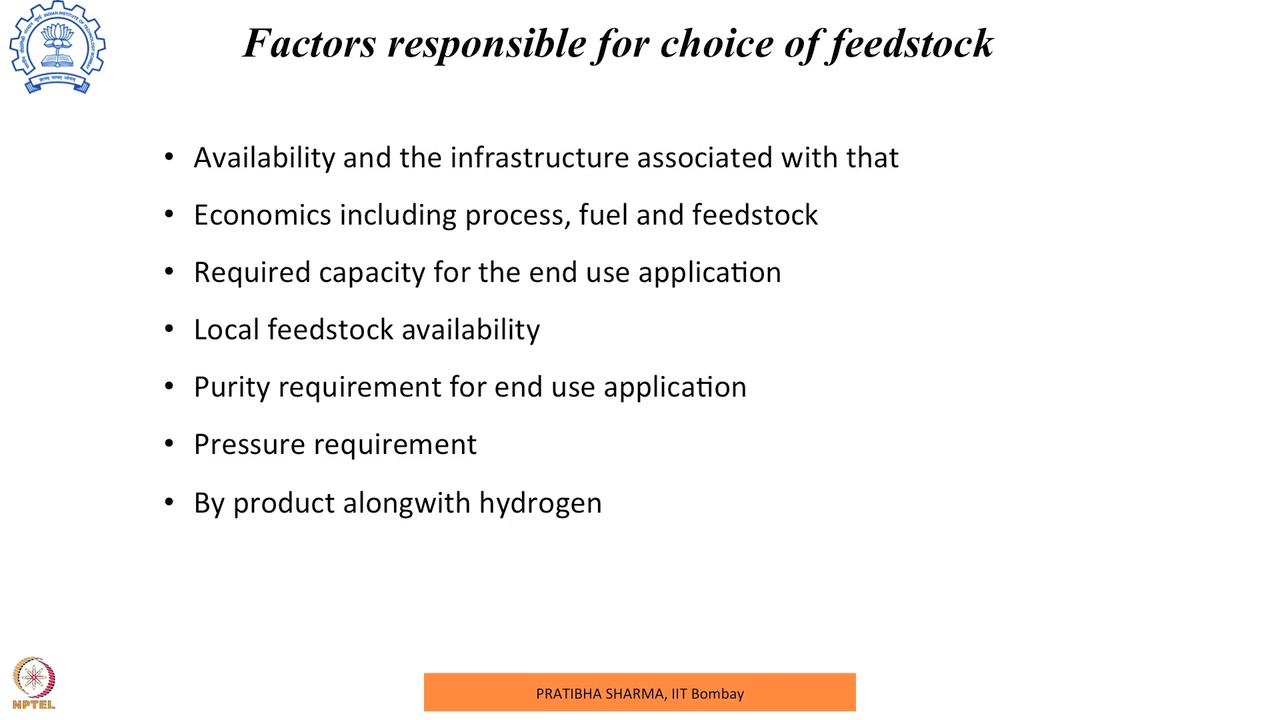 Factors responsible for choice of feedstock
• Availability and the infrastructure associated with that
• Economics including process, fuel and feedstock
• Required capacity for the end use application
• Local feedstock availability
• Purity requirement for end use application
• Pressure requirement
• By product alongwith hydrogen
NPTEL
PRATIBHA SHARMA, IIT Bombay